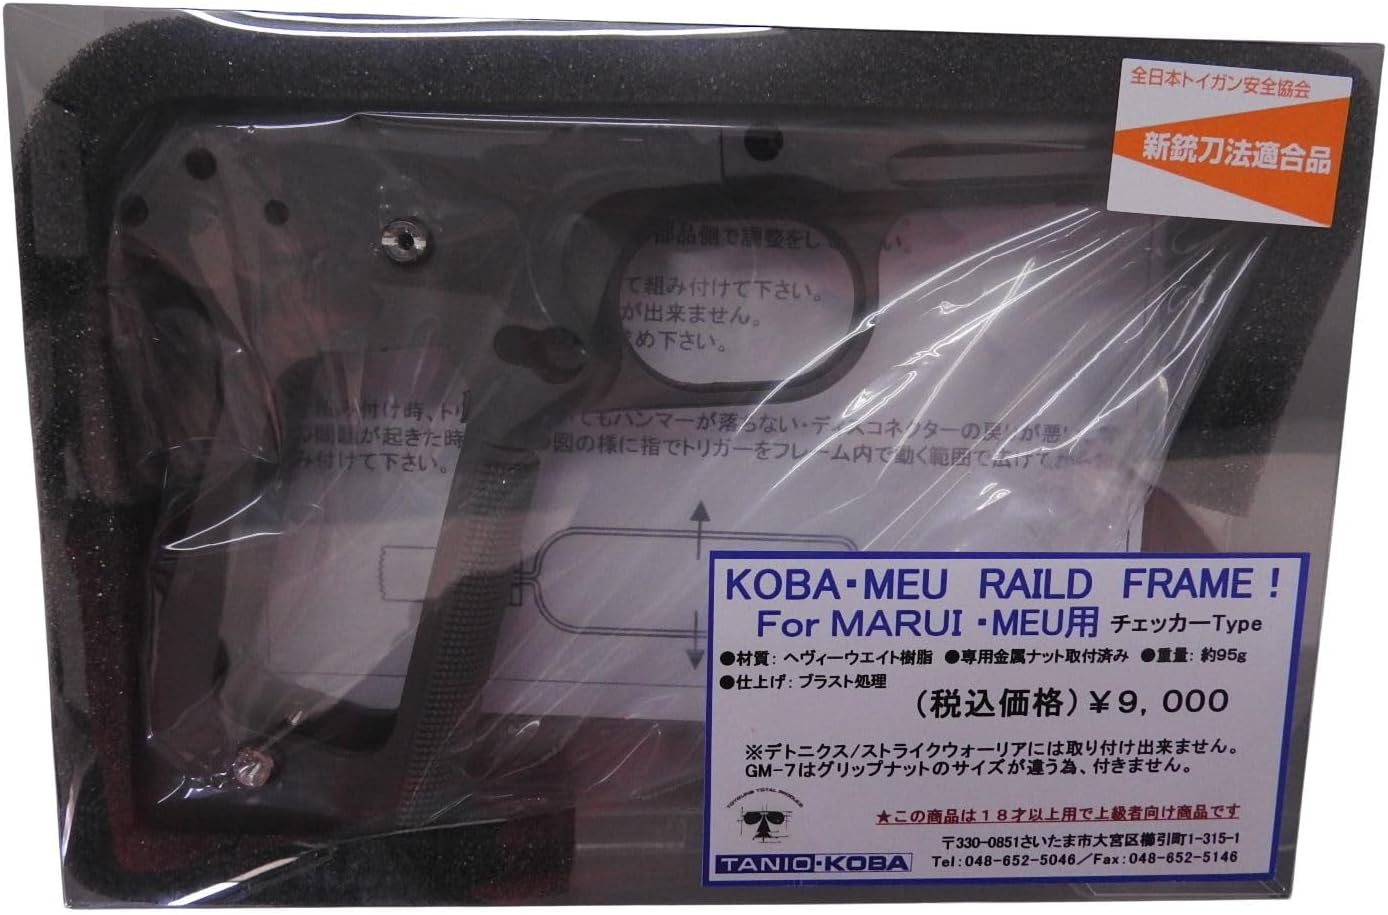 全日本トイガン安全協会
新銃刀法適合品
部品側で調整をし
い。
て組み付けて下さい。
が出来ません。
め下さい。
組み付け時、トリ
てもハンマーが落ちない・ディスコネクターの戻りが悪い
問題が起きた時
図の様に指でトリガーをフレーム内で動く範囲で広げてから
み付けて下さい。
KOBA・MEU RAILD FRAME!
For MARUI・MEU用 チェッカーType
●材質: ヘヴィーウエイト樹脂 ●専用金属ナット取付済み ●重量: 約95g
●仕上げ: ブラスト処理
(税込価格)¥9,000
※デトニクス/ストライクウォーリアには取り付け出来ません。
GM-7はグリップナットのサイズが違う為、付きません。
★この商品は18才以上用で上級者向け商品です
〒330-0851さいたま市大宮区櫛引町1-315-1
TANIO・KOBA
Tel:048-652-5046/Fax:048-652-5146